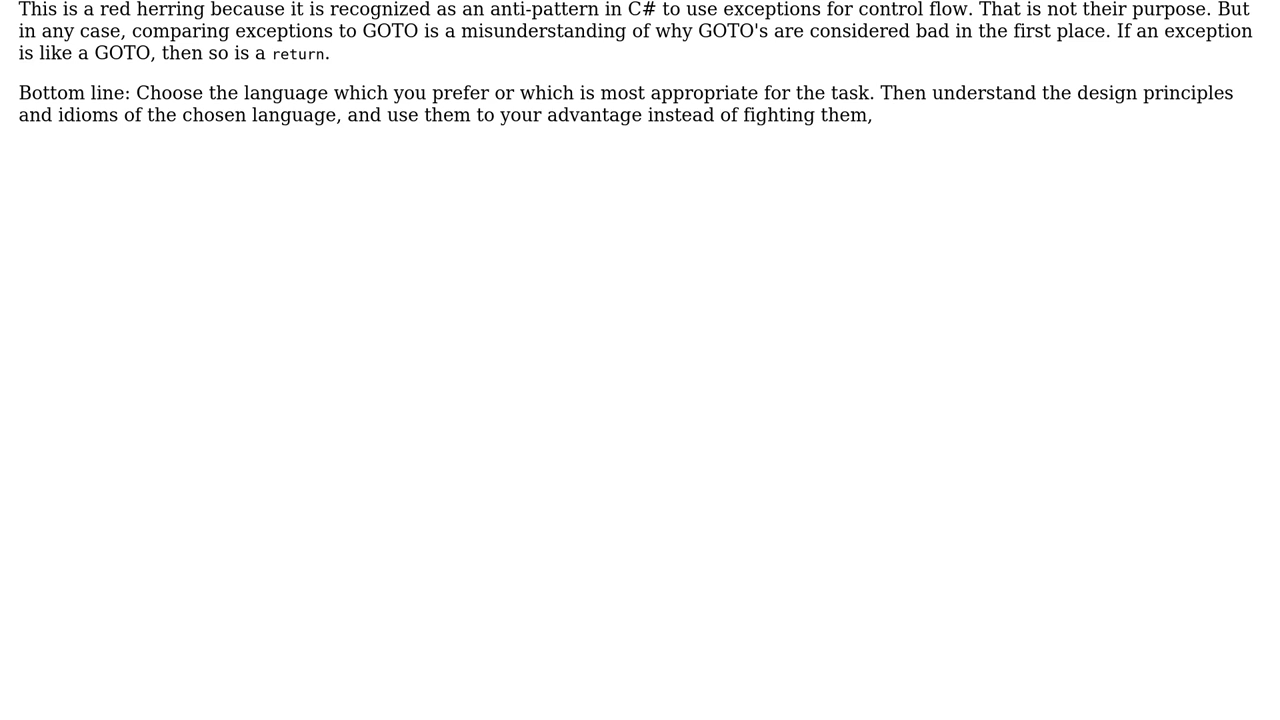 This is a red herring because it is recognized as an anti-pattern in C# to use exceptions for control flow. That is not their purpose. But
in any case, comparing exceptions to GOTO is a misunderstanding of why GOTO's are considered bad in the first place. If an exception
is like a GOTO, then so is a return.
Bottom line: Choose the language which you prefer or which is most appropriate for the task. Then understand the design principles
and idioms of the chosen language, and use them to your advantage instead of fighting them,